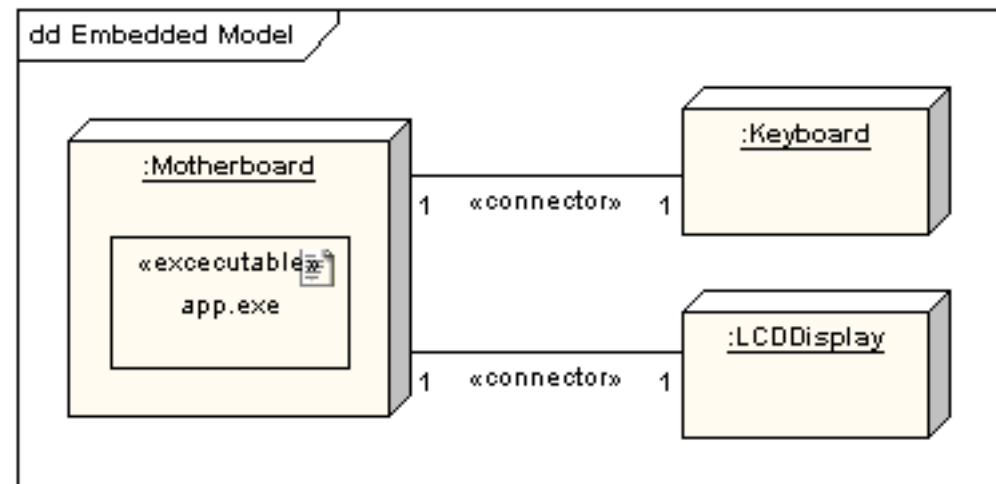 dd Embedded Model
:Motherboard
«excecutable»
app.exe
:Keyboard
1 «connector» 1
:LCDDisplay
1 «connector» 1